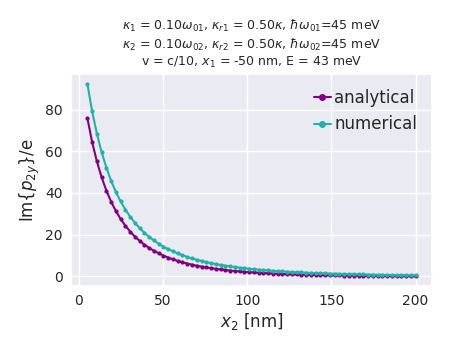 κ₁ = 0.10ω₀₁, κᵣ₁ = 0.50κ, ℏω₀₁=45 meV
κ₂ = 0.10ω₀₂, κᵣ₂ = 0.50κ, ℏω₀₂=45 meV
v = c/10, x₁ = -50 nm, E = 43 meV
analytical
numerical
Im{p₂ᵧ}/e
80
60
40
20
0
0 50 100 150 200
x₂ [nm]